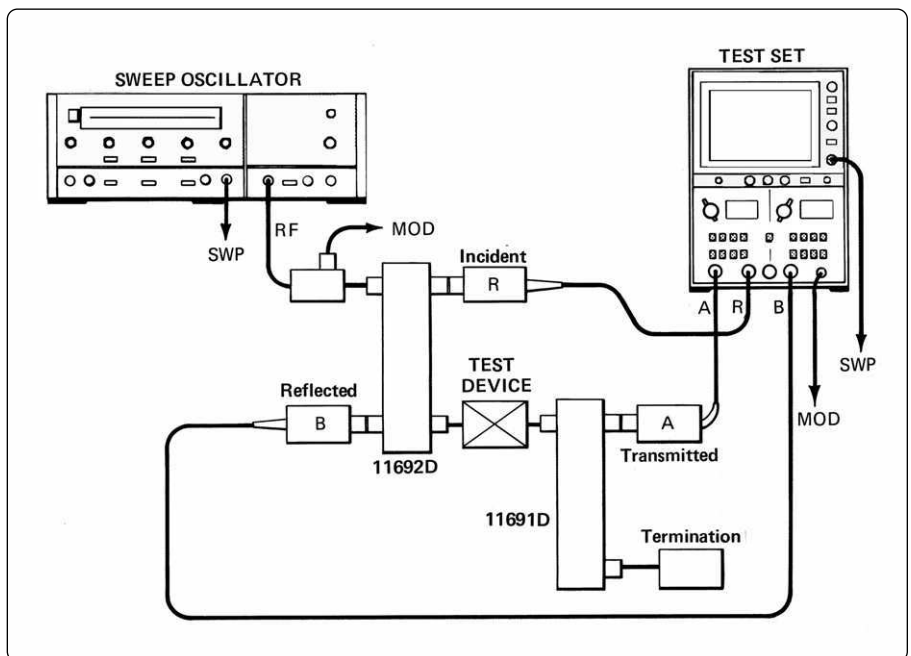 SWEEP OSCILLATOR
TEST SET
SWP
RF
MOD
Incident
R
A
R
B
SWP
MOD
Reflected
B
TEST
DEVICE
A
Transmitted
11692D
11691D
Termination